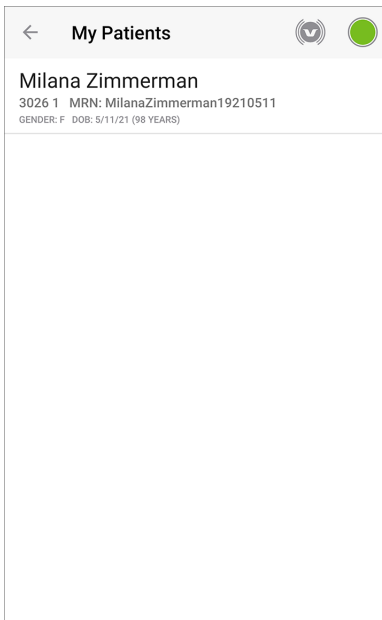 My Patients
Milana Zimmerman
3026 1 MRN: MilanaZimmerman19210511
GENDER: F DOB: 5/11/21 (98 YEARS)